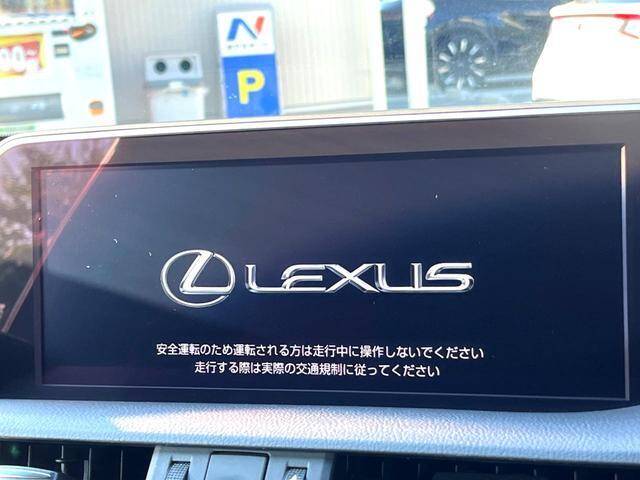 N
P
LEXUS
安全運転のため運転される方は走行中に操作しないでください
走行する際は実際の交通規制に従ってください